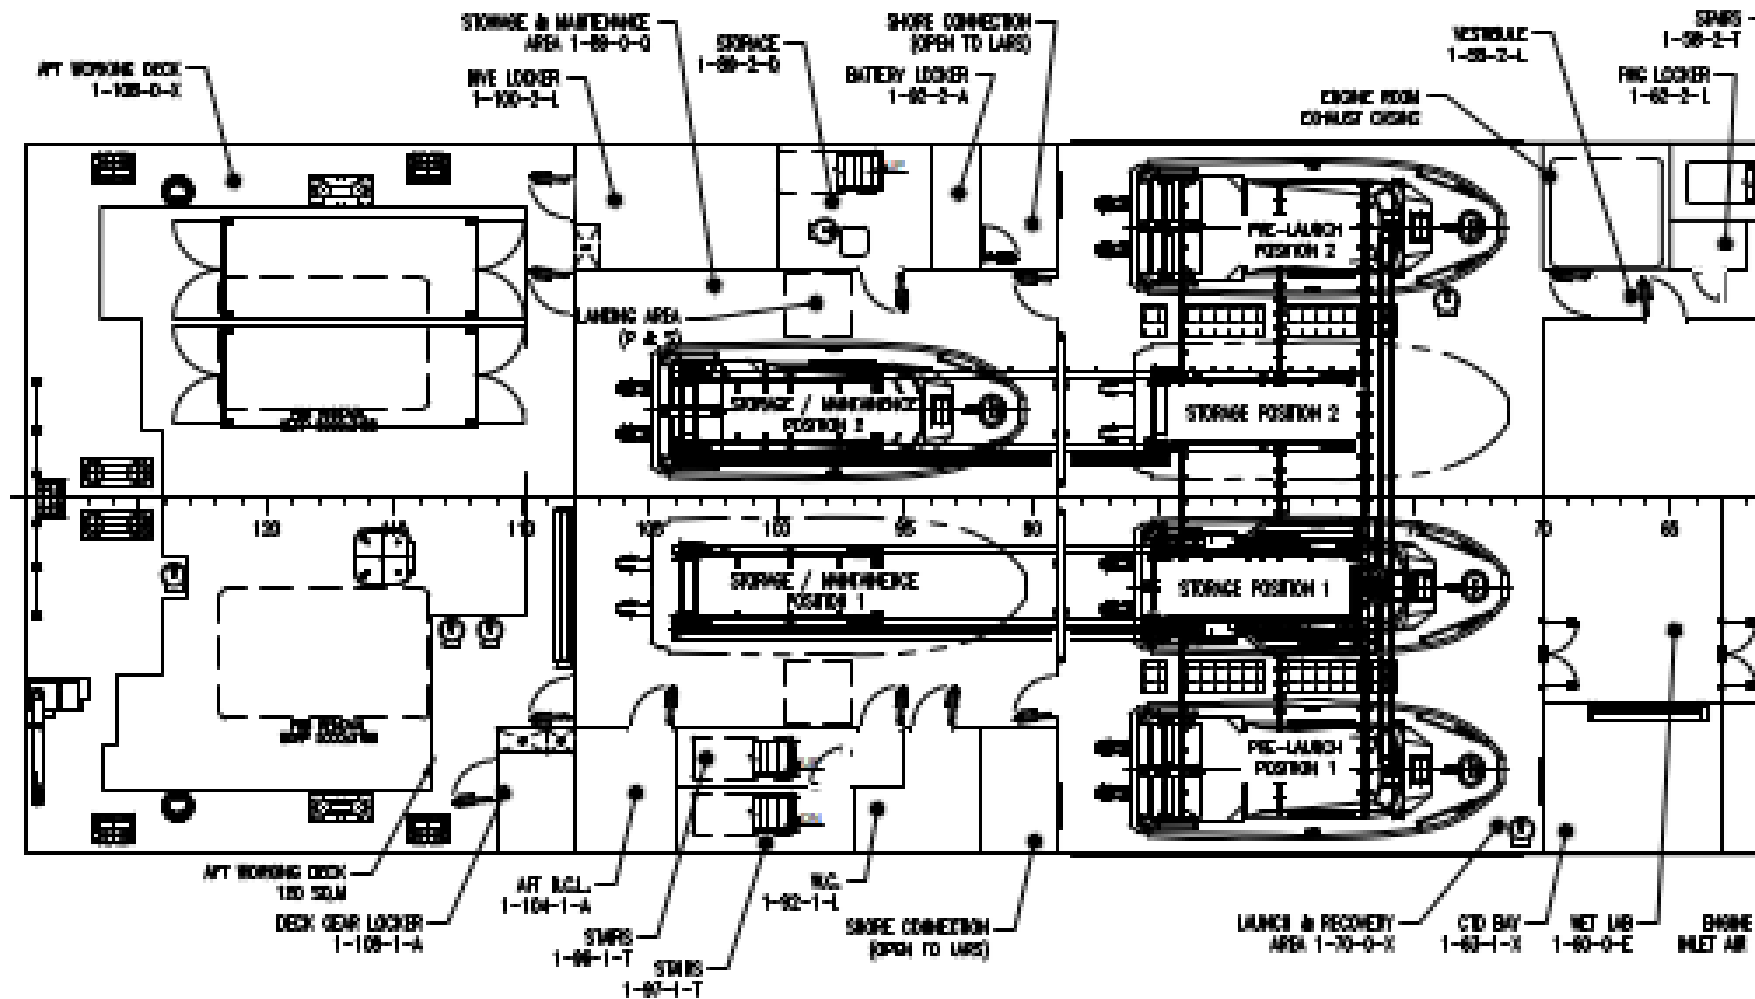 STORAGE & MAINTENANCE
AREA 1-89-0-Q
SHORE CONNECTION
(OPEN TO LARS)
STAIRS
1-58-2-T
STORAGE
1-89-2-Q
VESTIBULE
1-58-2-L
AFT WORKING DECK
1-108-0-X
DIVE LOCKER
1-100-2-L
BATTERY LOCKER
1-92-2-A
LOCKER
1-62-2-L
ENGINE ROOM
EXHAUST CASING
PRE-LAUNCH
POSITION 2
LANDING AREA
(P & S)
STORAGE / MAINTENANCE
POSITION 2
STORAGE POSITION 2
120
115
110
105
100
95
90
70
65
STORAGE / MAINTENANCE
POSITION 1
STORAGE POSITION 1
PRE-LAUNCH
POSITION 1
AFT WORKING DECK
120 SQ.M
AFT
1-104-1-A
W.C.
1-92-1-L
DECK GEAR LOCKER
1-108-1-A
STAIRS
1-98-1-T
STAIRS
1-97-1-T
SHORE CONNECTION
(OPEN TO LARS)
LAUNCH & RECOVERY
AREA 1-70-0-X
CTD BAY
1-63-1-X
WET LAB
1-60-0-E
ENGINE
INLET AIR